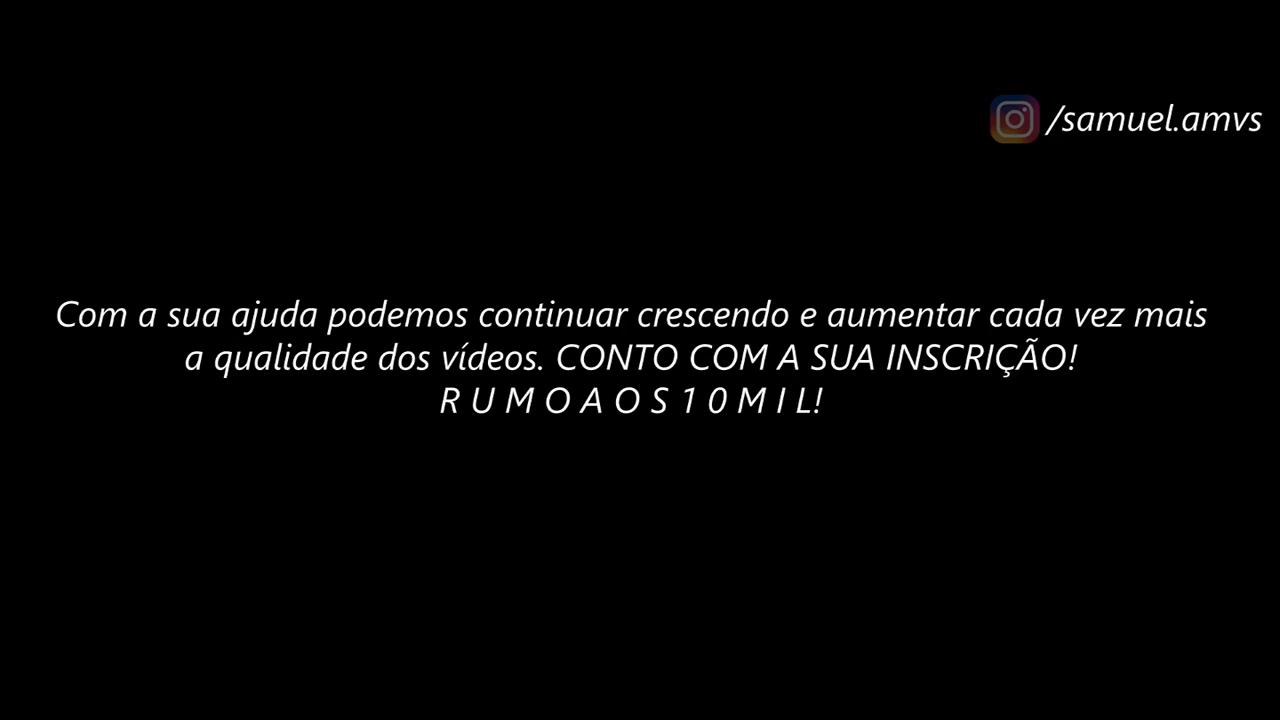 /samuel.amvs
Com a sua ajuda podemos continuar crescendo e aumentar cada vez mais
a qualidade dos vídeos. CONTO COM A SUA INSCRIÇÃO!
R U M O A O S 1 0 M I L!